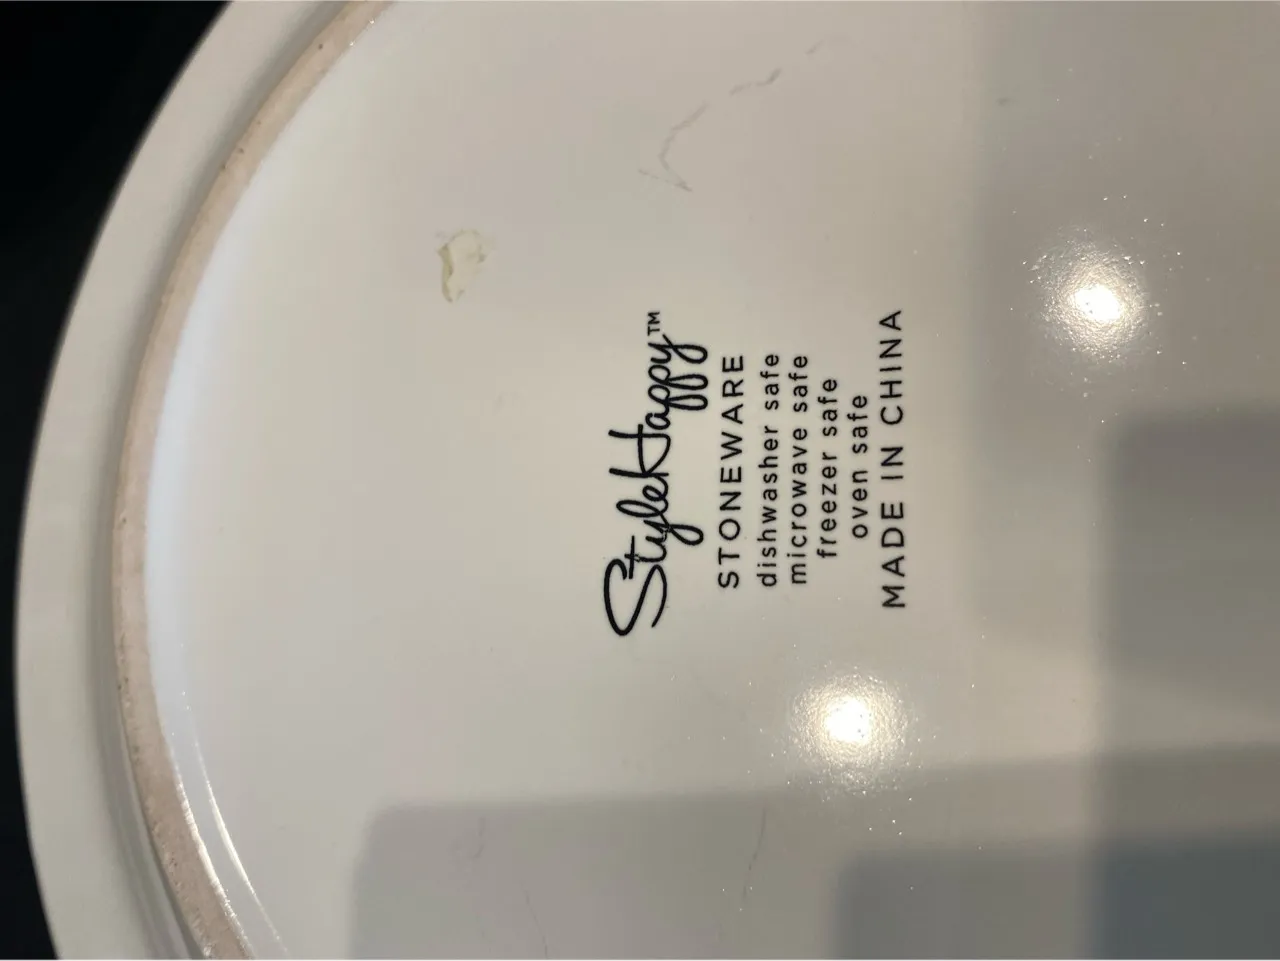 StyleHappy™
STONEWARE
dishwasher safe
microwave safe
freezer safe
oven safe
MADE IN CHINA